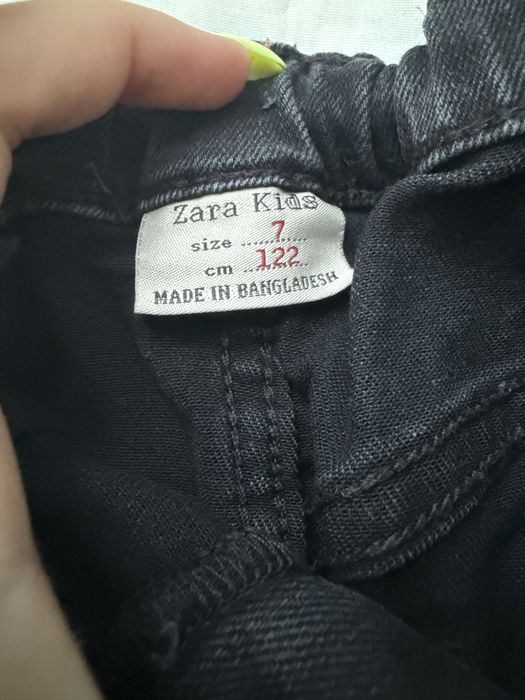 Zara Kids
size ........ 7
cm ........ 122
MADE IN BANGLADESH